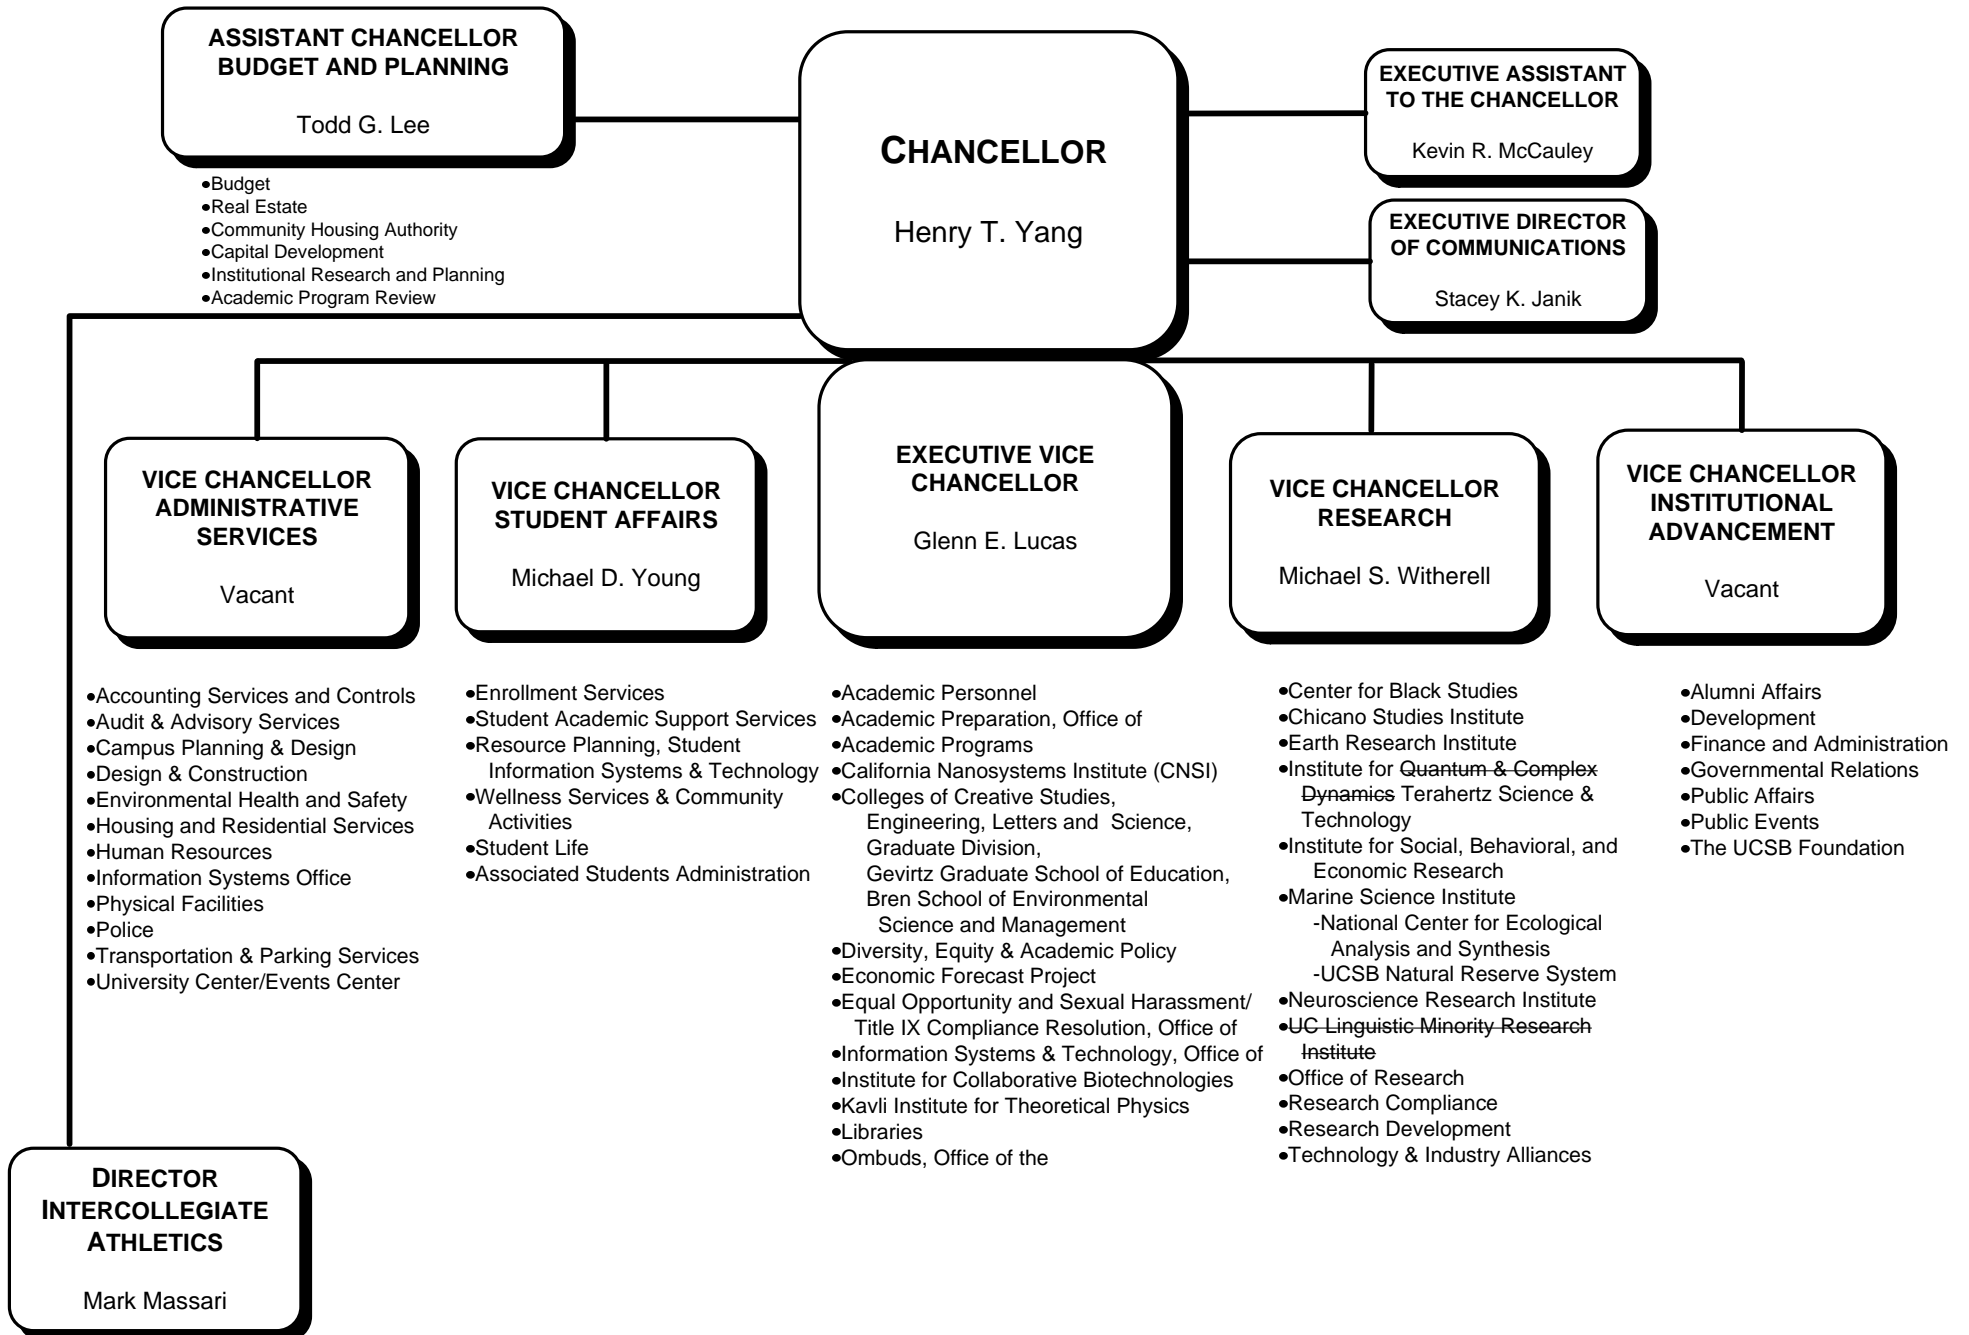 ASSISTANT CHANCELLOR
BUDGET AND PLANNING
Todd G. Lee
•Budget
•Real Estate
•Community Housing Authority
•Capital Development
•Institutional Research and Planning
•Academic Program Review
CHANCELLOR
Henry T. Yang
EXECUTIVE ASSISTANT
TO THE CHANCELLOR
Kevin R. McCauley
EXECUTIVE DIRECTOR
OF COMMUNICATIONS
Stacey K. Janik
VICE CHANCELLOR
ADMINISTRATIVE
SERVICES
Vacant
•Accounting Services and Controls
•Audit & Advisory Services
•Campus Planning & Design
•Design & Construction
•Environmental Health and Safety
•Housing and Residential Services
•Human Resources
•Information Systems Office
•Physical Facilities
•Police
•Transportation & Parking Services
•University Center/Events Center
VICE CHANCELLOR
STUDENT AFFAIRS
Michael D. Young
•Enrollment Services
•Student Academic Support Services
•Resource Planning, Student
Information Systems & Technology
•Wellness Services & Community
Activities
•Student Life
•Associated Students Administration
EXECUTIVE VICE
CHANCELLOR
Glenn E. Lucas
•Academic Personnel
•Academic Preparation, Office of
•Academic Programs
•California Nanosystems Institute (CNSI)
•Colleges of Creative Studies,
Engineering, Letters and Science,
Graduate Division,
Gevirtz Graduate School of Education,
Bren School of Environmental
Science and Management
•Diversity, Equity & Academic Policy
•Economic Forecast Project
•Equal Opportunity and Sexual Harassment/
Title IX Compliance Resolution, Office of
•Information Systems & Technology, Office of
•Institute for Collaborative Biotechnologies
•Kavli Institute for Theoretical Physics
•Libraries
•Ombuds, Office of the
VICE CHANCELLOR
RESEARCH
Michael S. Witherell
•Center for Black Studies
•Chicano Studies Institute
•Earth Research Institute
•Institute for Quantum & Complex
Dynamics Terahertz Science &
Technology
•Institute for Social, Behavioral, and
Economic Research
•Marine Science Institute
-National Center for Ecological
Analysis and Synthesis
-UCSB Natural Reserve System
•Neuroscience Research Institute
•UC Linguistic Minority Research
Institute
•Office of Research
•Research Compliance
•Research Development
•Technology & Industry Alliances
VICE CHANCELLOR
INSTITUTIONAL
ADVANCEMENT
Vacant
•Alumni Affairs
•Development
•Finance and Administration
•Governmental Relations
•Public Affairs
•Public Events
•The UCSB Foundation
DIRECTOR
INTERCOLLEGIATE
ATHLETICS
Mark Massari